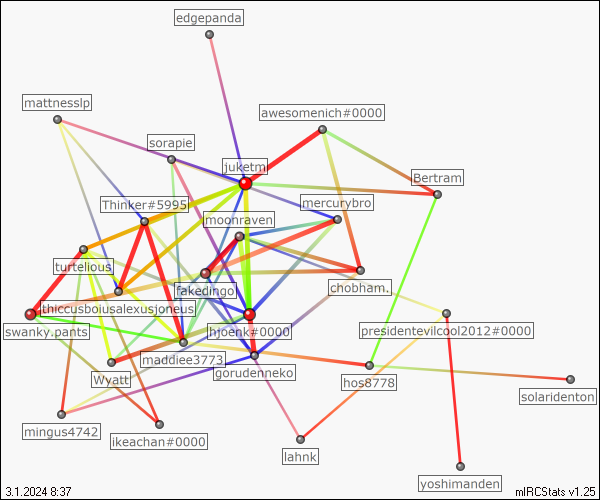 edgepanda
mattnesslp
awesomenich#0000
sorapie
juketm
Bertram
Thinker#5995
mercurybro
moonraven
turtelious
fakedingo
chobham.
thiccusboiusalexusjoneus
swanky.pants
hjoenk#0000
presidentevilcool2012#0000
maddiee3773
gorudenneko
Wyatt
hos8778
solaridenton
mingus4742
ikeachan#0000
lahnk
yoshimanden
3.1.2024 8:37
mIRCStats v1.25